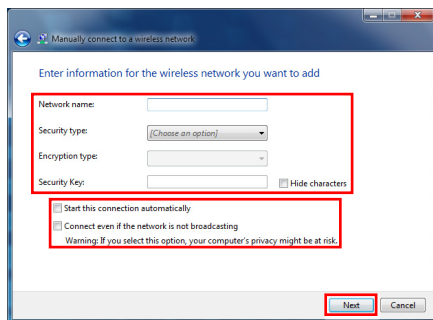 Manually connect to a wireless network
Enter information for the wireless network you want to add
Network name:
Security type: [Choose an option]
Encryption type:
Security Key: Hide characters
Start this connection automatically
Connect even if the network is not broadcasting
Warning: If you select this option, your computer's privacy might be at risk.
Next Cancel